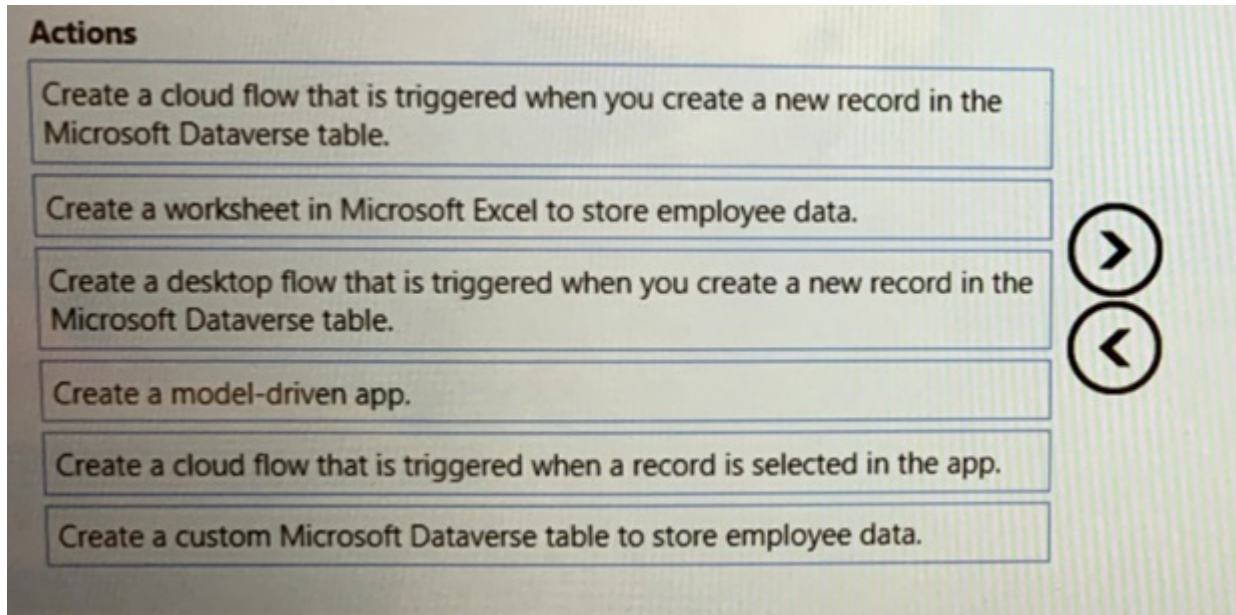 Actions
Create a cloud flow that is triggered when you create a new record in the
Microsoft Dataverse table.
Create a worksheet in Microsoft Excel to store employee data.
Create a desktop flow that is triggered when you create a new record in the
Microsoft Dataverse table.
Create a model-driven app.
Create a cloud flow that is triggered when a record is selected in the app.
Create a custom Microsoft Dataverse table to store employee data.